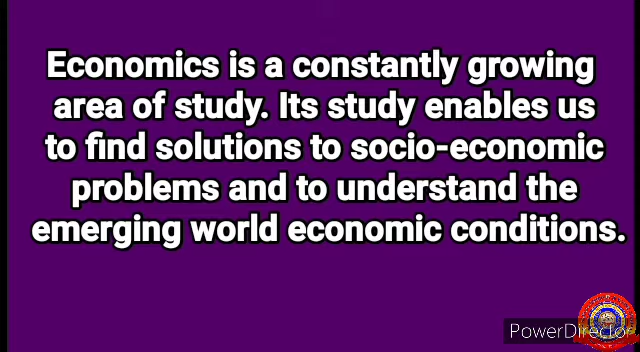 Economics is a constantly growing
area of study. Its study enables us
to find solutions to socio-economic
problems and to understand the
emerging world economic conditions.
PowerDirector